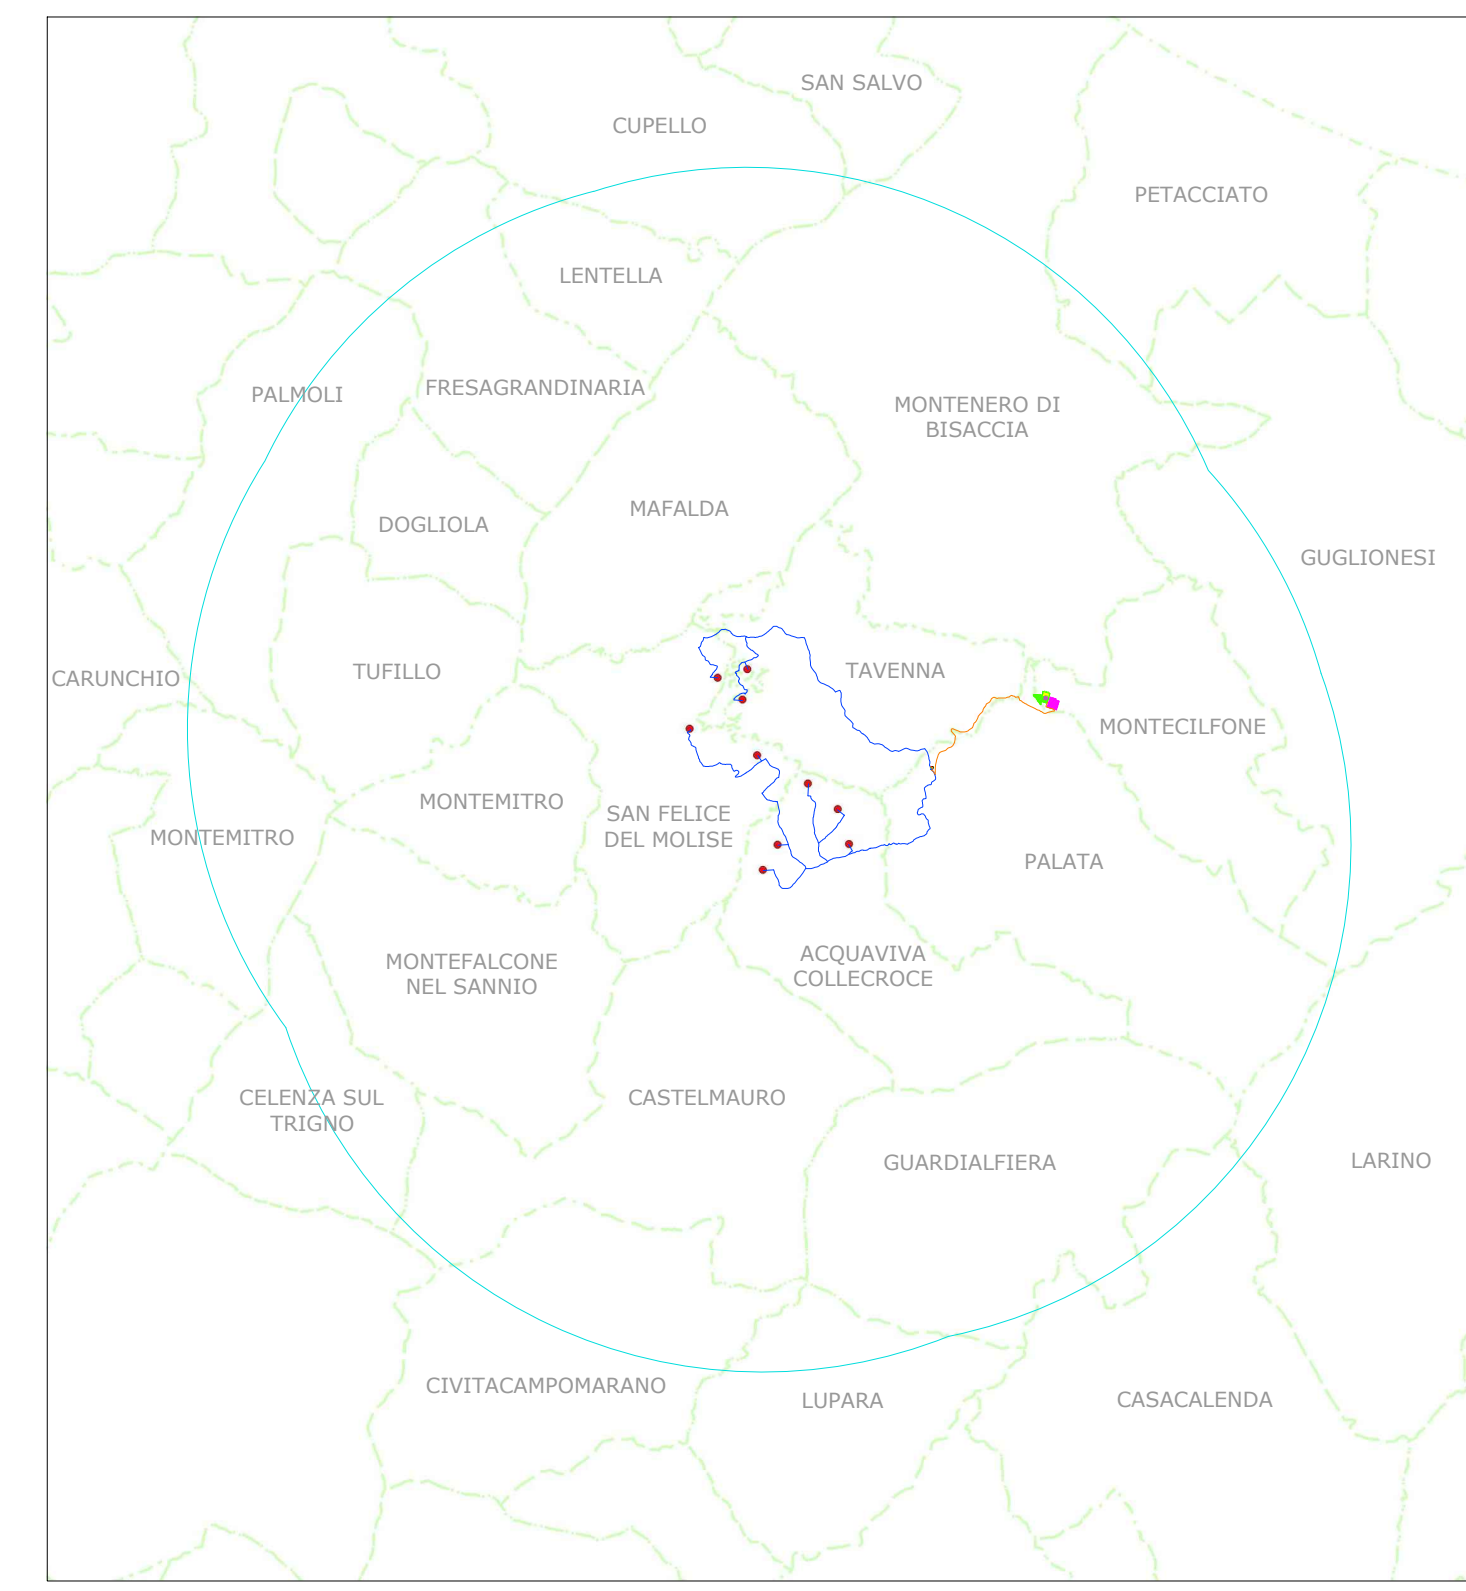 SAN SALVO
CUPELLO
PETACCIATO
LENTELLA
PALMOLI
FRESAGRANDINARIA
MONTENERO DI
BISACCIA
MAFALDA
DOGLIOLA
GUGLIONESI
CARUNCHIO
TUFILLO
TAVENNA
MONTECILFONE
MONTEMITRO
SAN FELICE
DEL MOLISE
MONTEMITRO
PALATA
MONTEFALCONE
NEL SANNIO
ACQUAVIVA
COLLECROCE
CELENZA SUL
TRIGNO
CASTELMAURO
GUARDIALFIERA
LARINO
CIVITACAMPOMARANO
LUPARA
CASACALENDA